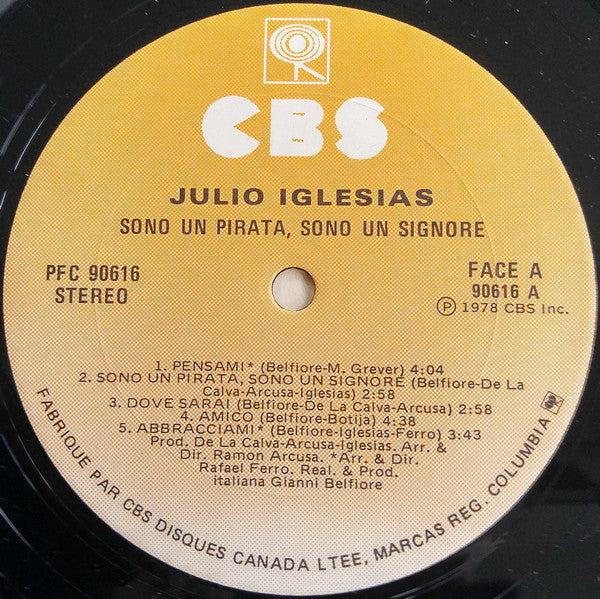 CBS
JULIO IGLESIAS
SONO UN PIRATA, SONO UN SIGNORE
PFC 90616
STEREO
FACE A
90616 A
Ⓟ 1978 CBS Inc.
1. PENSAMI* (Belfiore-M. Grever) 4:04
2. SONO UN PIRATA, SONO UN SIGNORE (Belfiore-De La
Calva-Arcusa-Iglesias) 2:58
3. DOVE SARAI (Belfiore-De La Calva-Arcusa) 2:58
4. AMICO (Belfiore-Botija) 4:38
5. ABBRACCIAMI* (Belfiore-Iglesias-Ferro) 3:43
Prod. De La Calva-Arcusa-Iglesias. Arr. &
Dir. Ramon Arcusa. *Arr. & Dir.
Rafael Ferro. Real. & Prod.
italiana Gianni Belfiore
FABRIQUE PAR CBS DISQUES CANADA LTEE, MARCAS REG. COLUMBIA